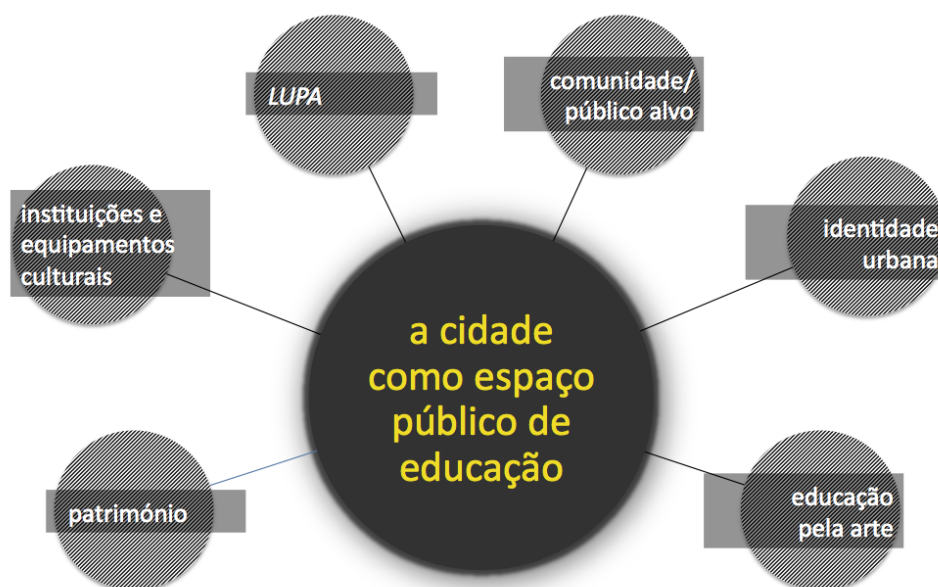 LUPA
comunidade/
público alvo
instituições e
equipamentos
culturais
identidade
urbana
a cidade
como espaço
público de
educação
património
educação
pela arte